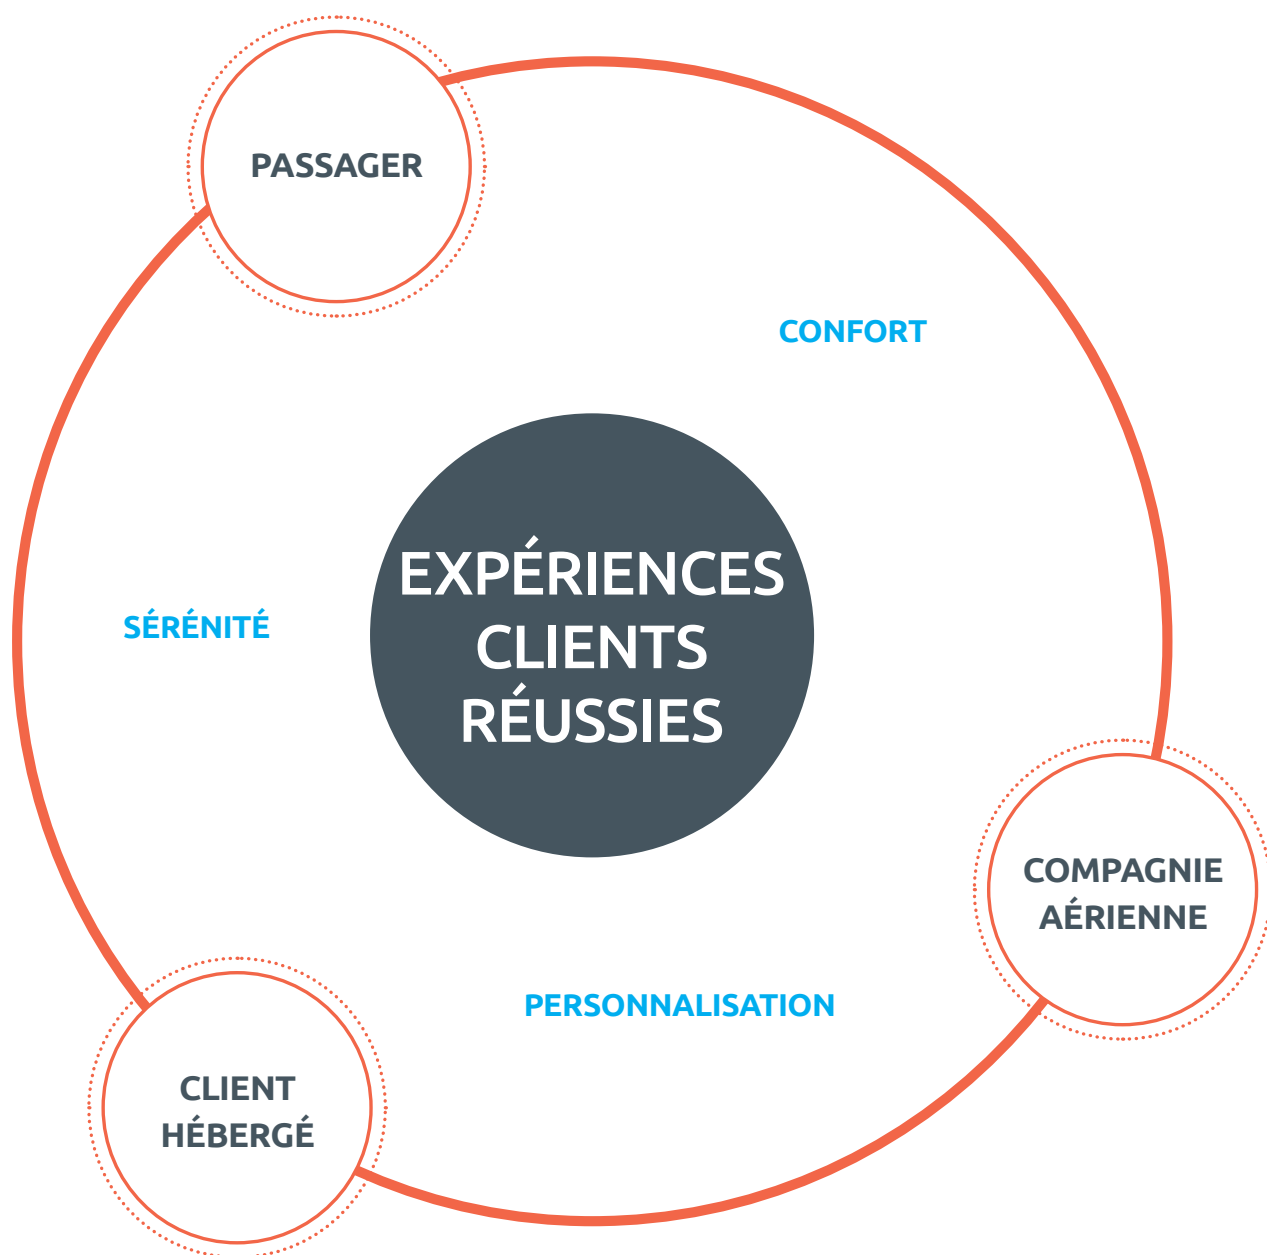 PASSAGER
CONFORT
EXPÉRIENCES
CLIENTS
RÉUSSIES
SÉRÉNITÉ
COMPAGNIE
AÉRIENNE
PERSONNALISATION
CLIENT
HÉBERGÉ